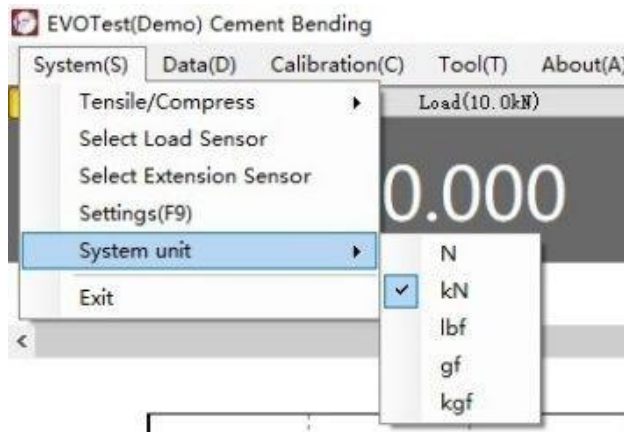 EVOTest(Demo) Cement Bending
System(S) Data(D) Calibration(C) Tool(T) About(A)
Tensile/Compress
Load(10.0kN)
Select Load Sensor
Select Extension Sensor
0.000
Settings(F9)
System unit
N
Exit
kN
lbf
gf
kgf